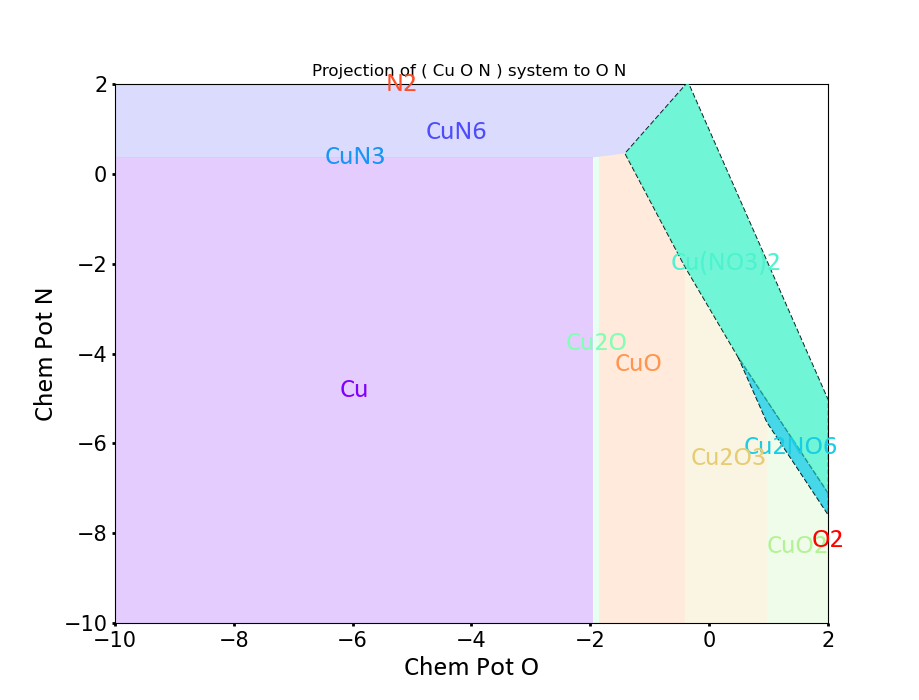 Projection of ( Cu O N ) system to O N
N2
CuN6
CuN3
Cu(NO3)2
Cu2O
CuO
Cu
Cu2NO6
Cu2O3
O2
CuO2
2
0
−2
−4
−6
−8
−10
−10
−8
−6
−4
−2
0
2
Chem Pot N
Chem Pot O